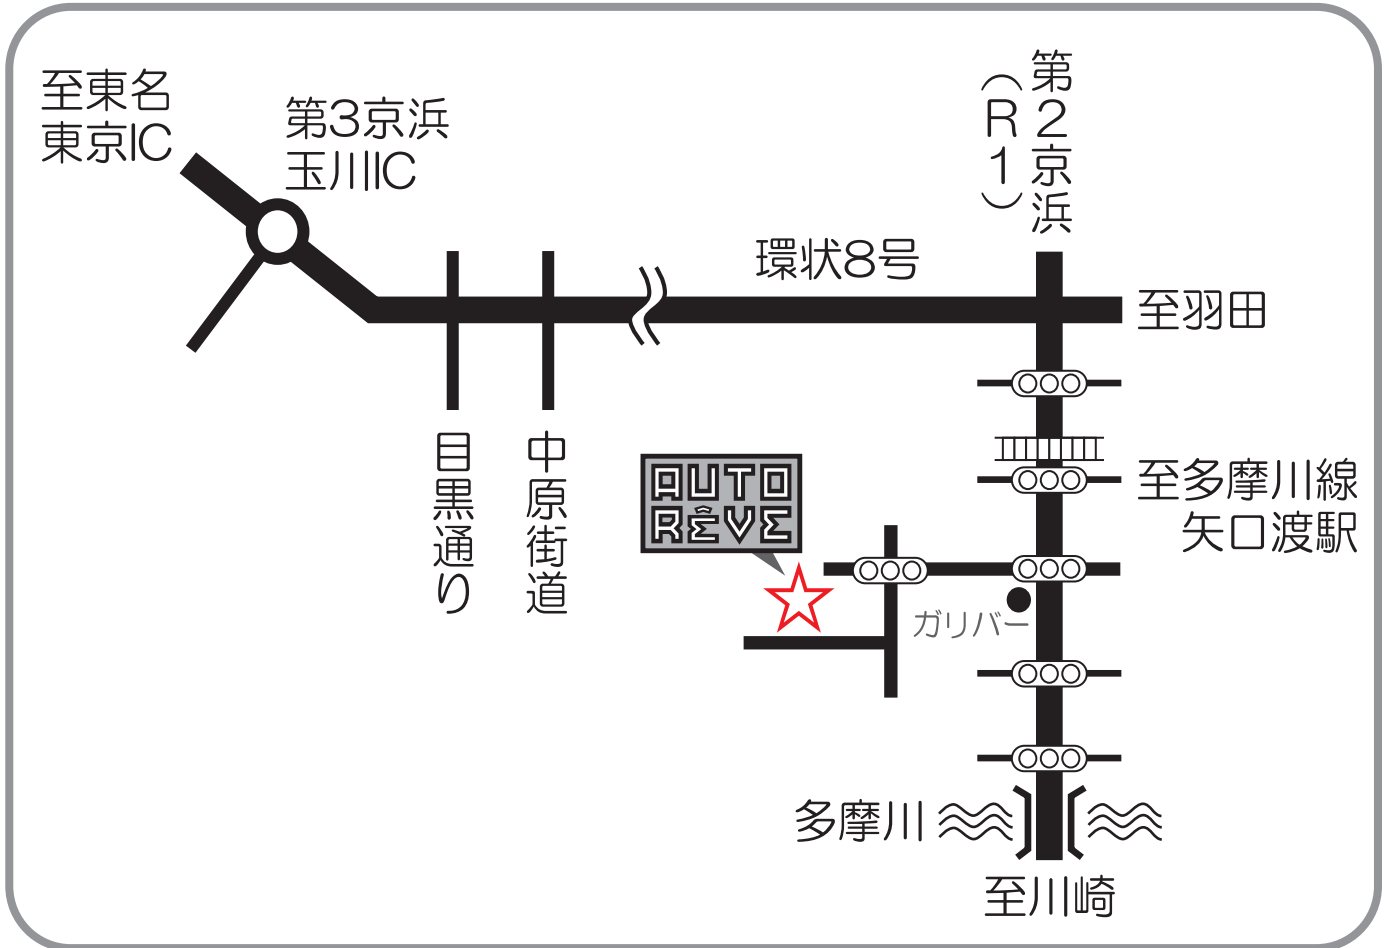 至東名
東京IC
第3京浜
玉川IC
第2京浜
（R1）
環状8号
至羽田
目黒通り
中原街道
AUTO
RÊVE
至多摩川線
矢口渡駅
ガリバー
多摩川
至川崎